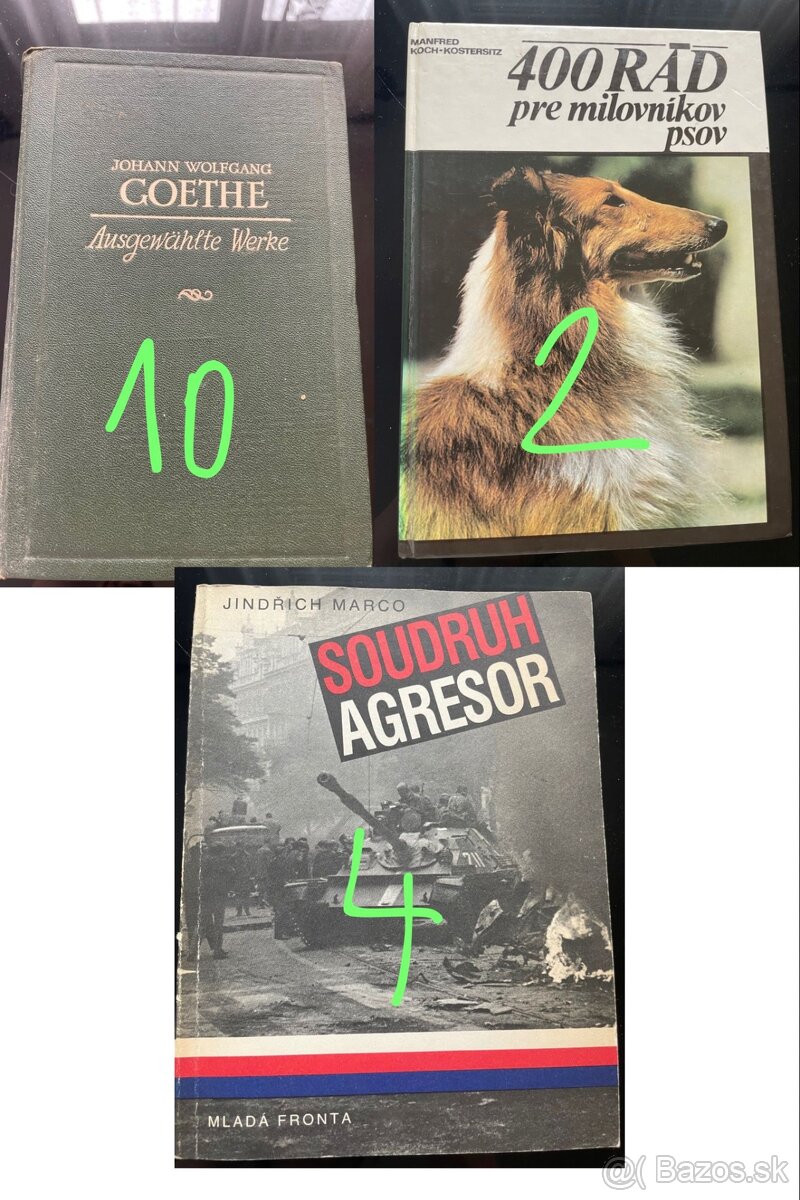 JOHANN WOLFGANG
GOETHE
Ausgewählte Werke
10
MANFRED
KOCH-KOSTERSITZ
400 RÁD
pre milovníkov
psov
2
JINDŘICH MARCO
SOUDRUH
AGRESOR
4
MLADÁ FRONTA
@( Bazos.sk